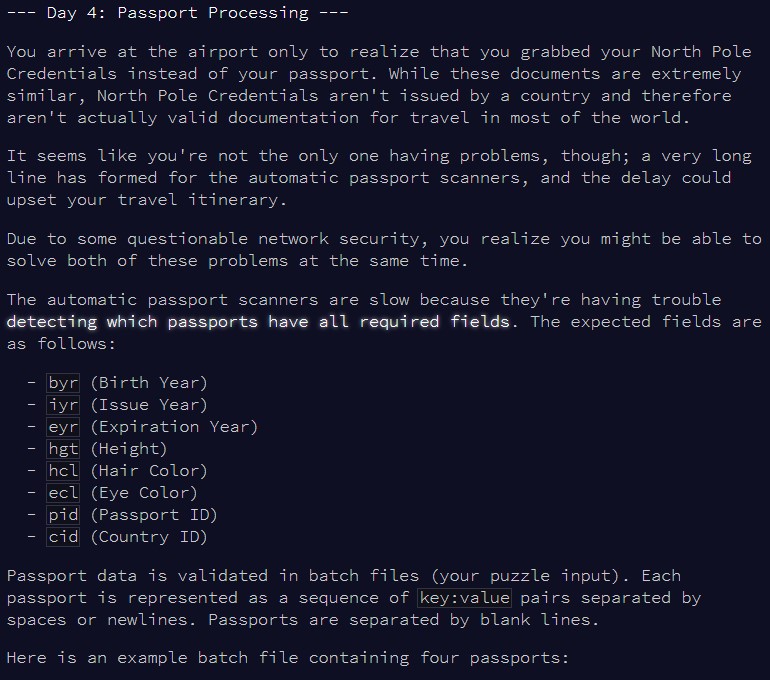 --- Day 4: Passport Processing ---
You arrive at the airport only to realize that you grabbed your North Pole
Credentials instead of your passport. While these documents are extremely
similar, North Pole Credentials aren't issued by a country and therefore
aren't actually valid documentation for travel in most of the world.
It seems like you're not the only one having problems, though; a very long
line has formed for the automatic passport scanners, and the delay could
upset your travel itinerary.
Due to some questionable network security, you realize you might be able to
solve both of these problems at the same time.
The automatic passport scanners are slow because they're having trouble
detecting which passports have all required fields. The expected fields are
as follows:
- byr (Birth Year)
- iyr (Issue Year)
- eyr (Expiration Year)
- hgt (Height)
- hcl (Hair Color)
- ecl (Eye Color)
- pid (Passport ID)
- cid (Country ID)
Passport data is validated in batch files (your puzzle input). Each
passport is represented as a sequence of key:value pairs separated by
spaces or newlines. Passports are separated by blank lines.
Here is an example batch file containing four passports: